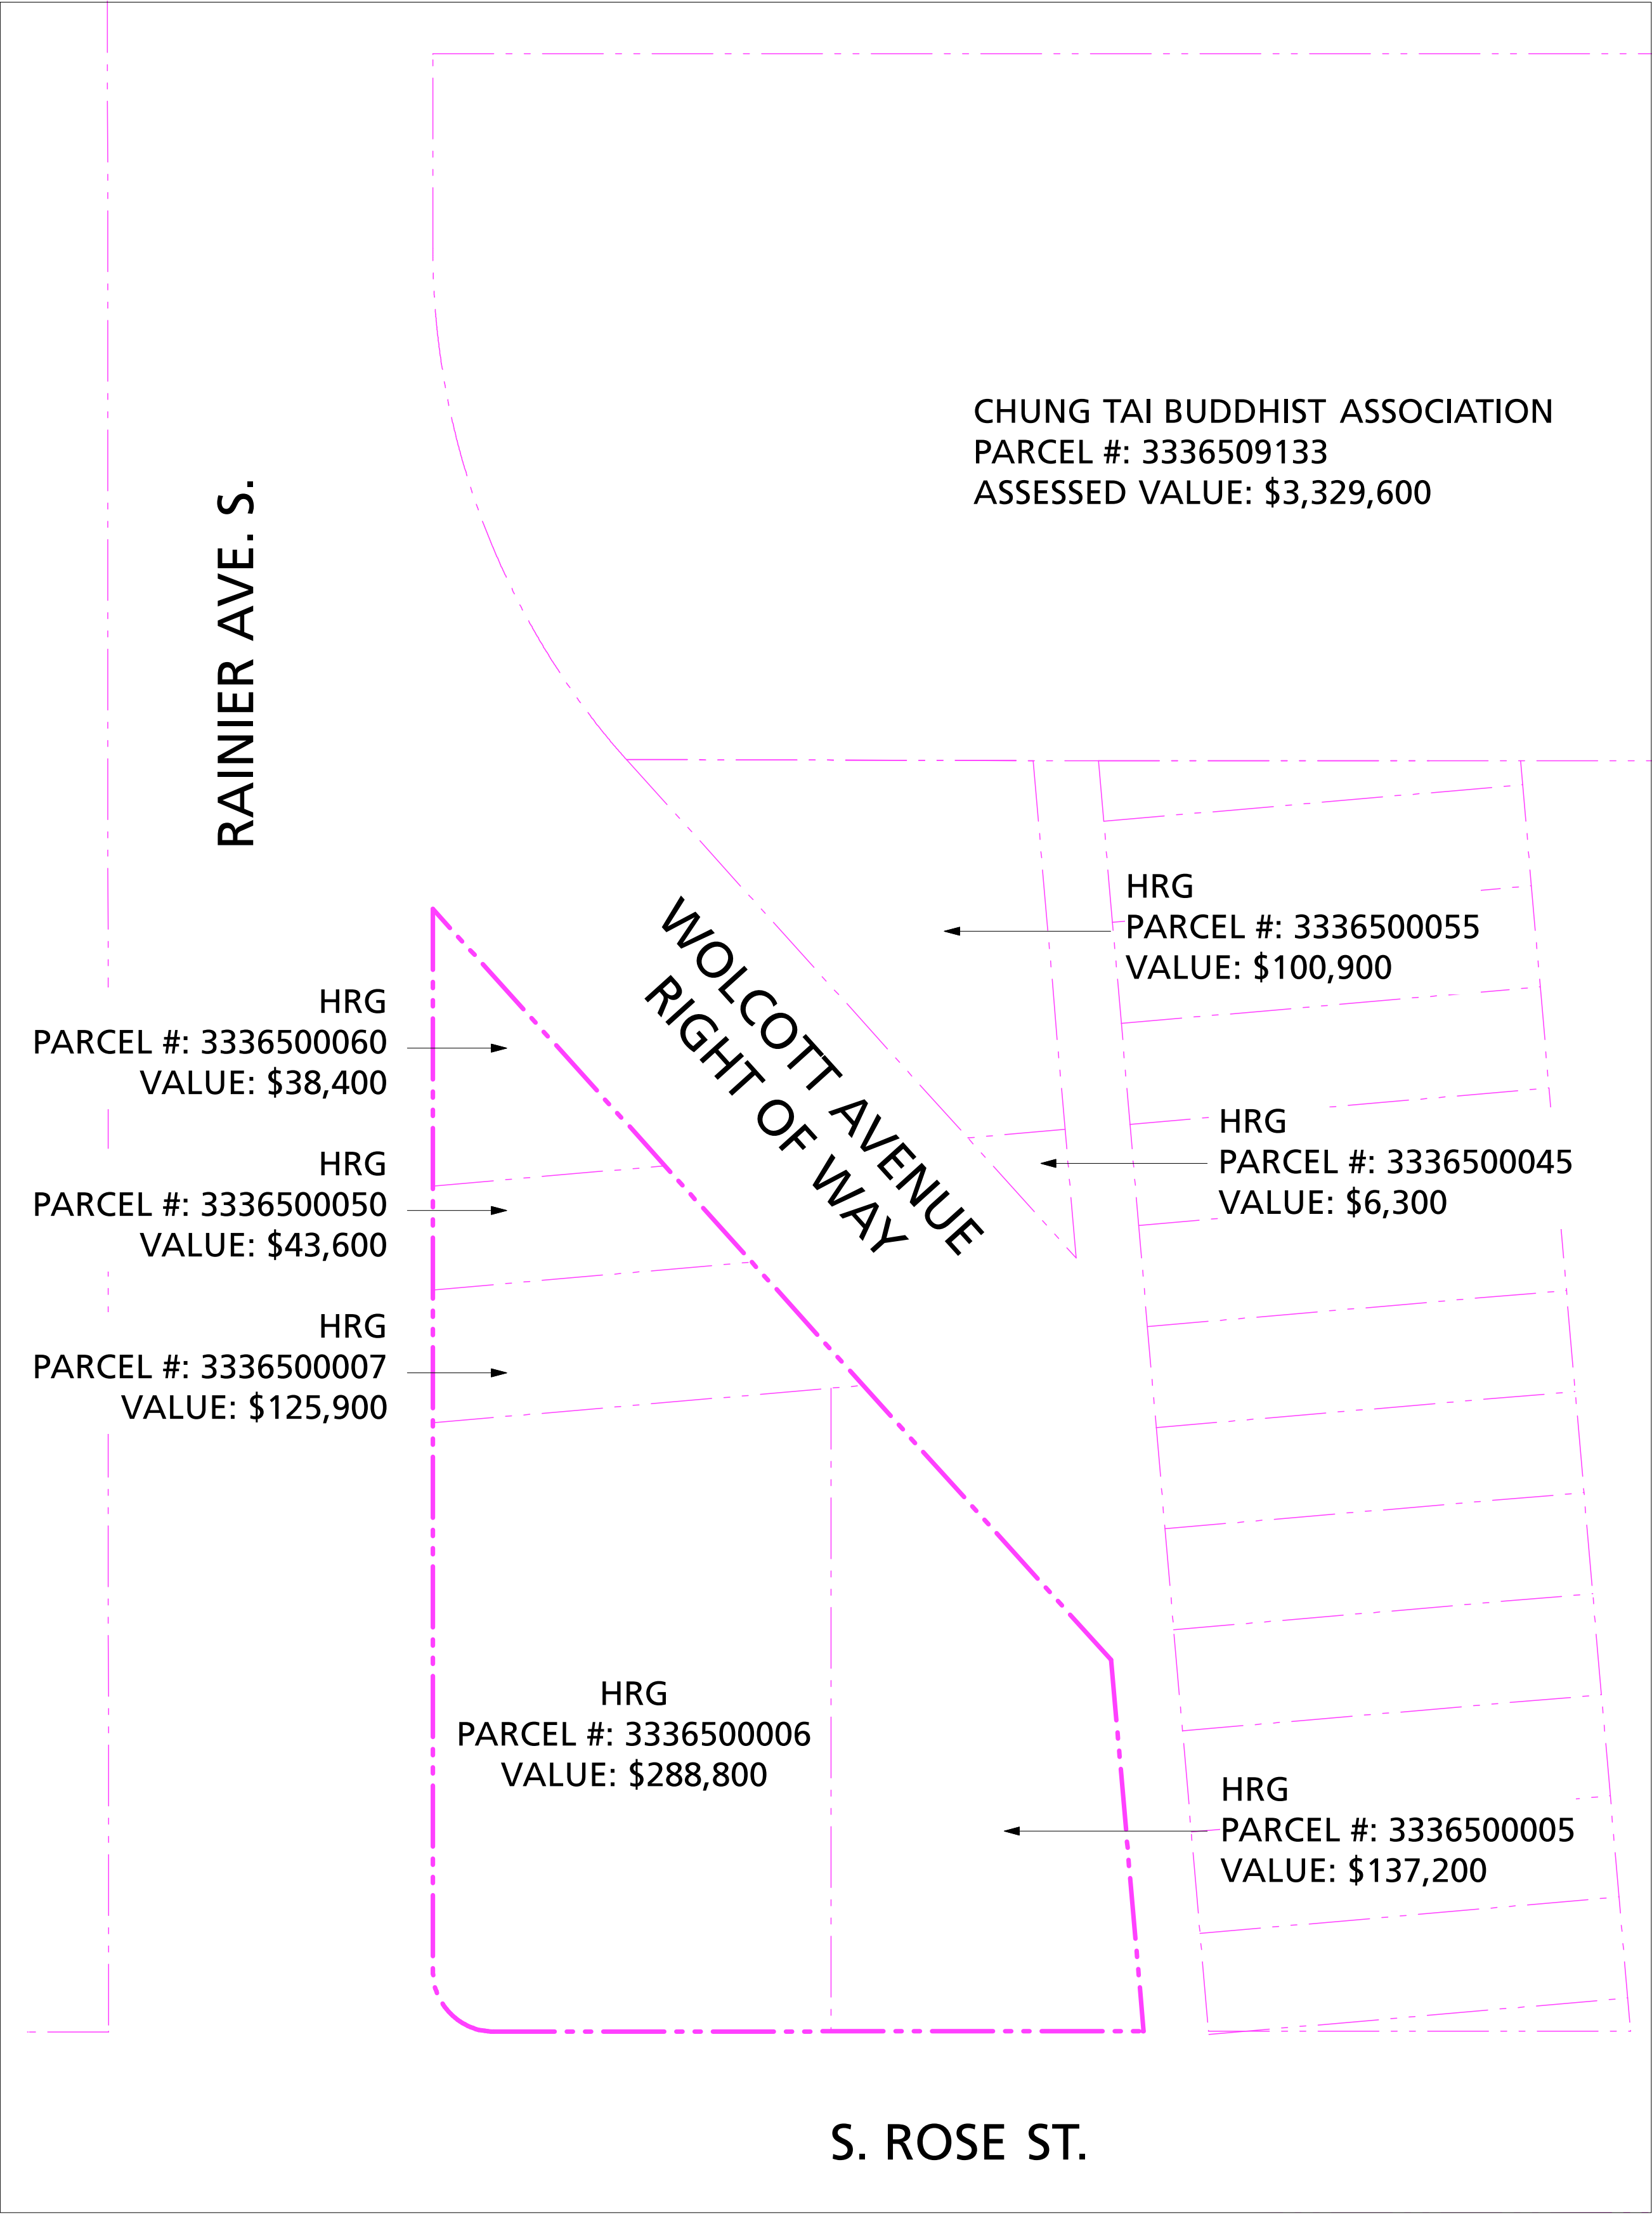 CHUNG TAI BUDDHIST ASSOCIATION
PARCEL #: 3336509133
ASSESSED VALUE: $3,329,600
RAINIER AVE. S.
HRG
PARCEL #: 3336500055
VALUE: $100,900
WOLCOTT AVENUE
RIGHT OF WAY
HRG
PARCEL #: 3336500060
VALUE: $38,400
HRG
PARCEL #: 3336500045
VALUE: $6,300
HRG
PARCEL #: 3336500050
VALUE: $43,600
HRG
PARCEL #: 3336500007
VALUE: $125,900
HRG
PARCEL #: 3336500006
VALUE: $288,800
HRG
PARCEL #: 3336500005
VALUE: $137,200
S. ROSE ST.